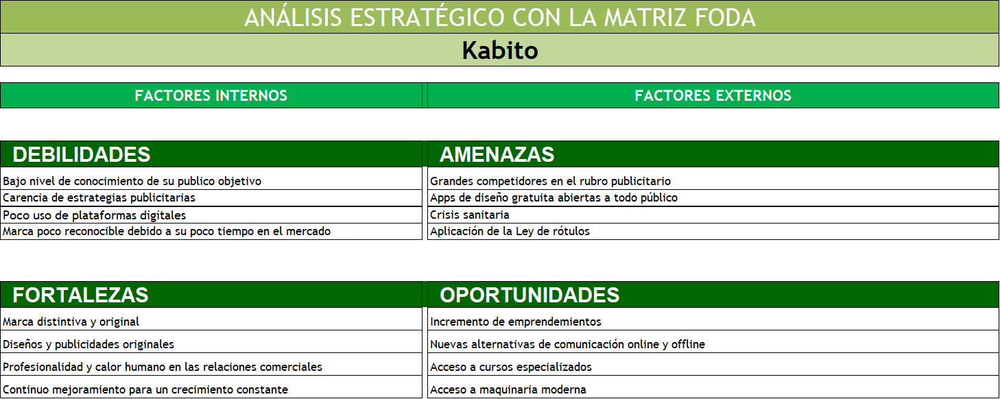 ANÁLISIS ESTRATÉGICO CON LA MATRIZ FODA
Kabito
FACTORES INTERNOS
FACTORES EXTERNOS
DEBILIDADES
Bajo nivel de conocimiento de su publico objetivo
Carencia de estrategias publicitarias
Poco uso de plataformas digitales
Marca poco reconocible debido a su poco tiempo en el mercado
AMENAZAS
Grandes competidores en el rubro publicitario
Apps de diseño gratuita abiertas a todo público
Crisis sanitaria
Aplicación de la Ley de rótulos
FORTALEZAS
Marca distintiva y original
Diseños y publicidades originales
Profesionalidad y calor humano en las relaciones comerciales
Continuo mejoramiento para un crecimiento constante
OPORTUNIDADES
Incremento de emprendemientos
Nuevas alternativas de comunicación online y offline
Acceso a cursos especializados
Acceso a maquinaria moderna